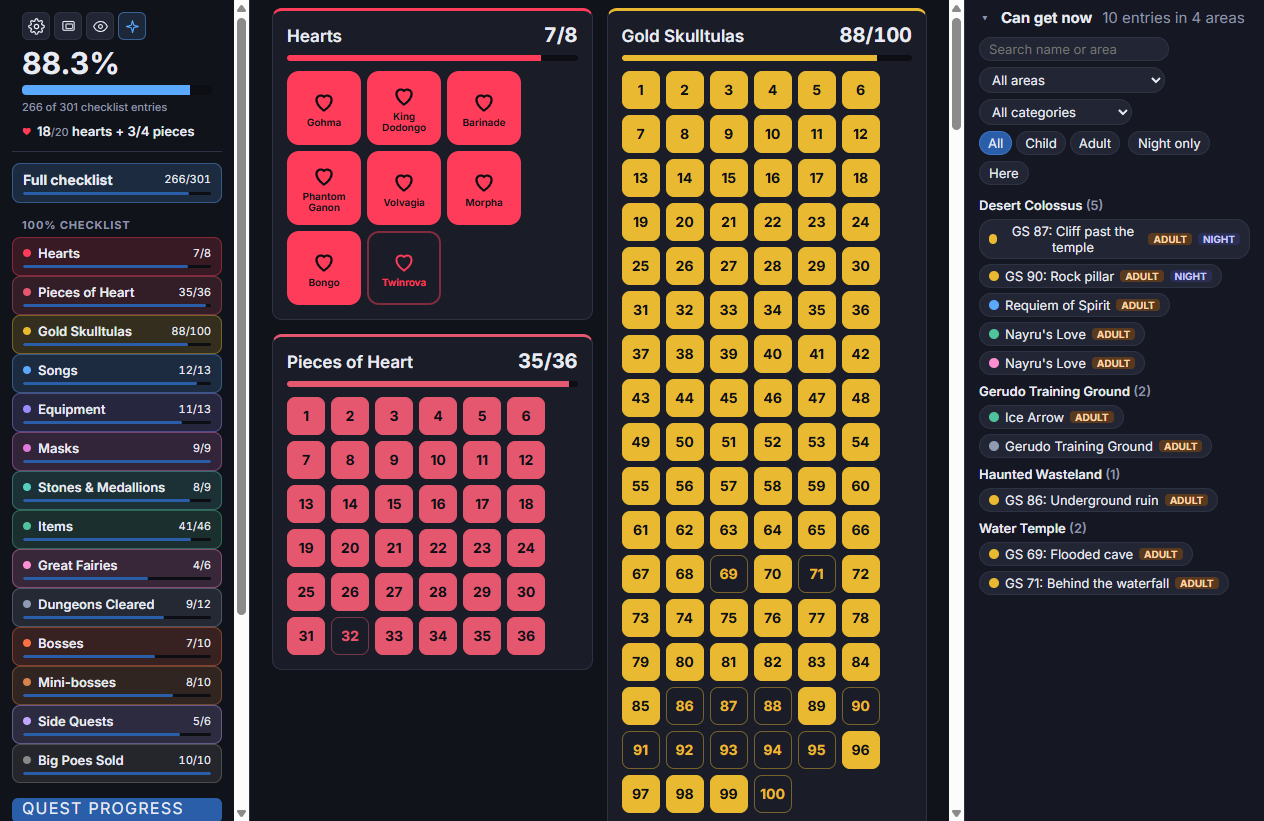 88.3%
266 of 301 checklist entries
18/20 hearts + 3/4 pieces
Full checklist 266/301
100% CHECKLIST
Hearts 7/8
Pieces of Heart 35/36
Gold Skulltulas 88/100
Songs 12/13
Equipment 11/13
Masks 9/9
Stones & Medallions 8/9
Items 41/46
Great Fairies 4/6
Dungeons Cleared 9/12
Bosses 7/10
Mini-bosses 8/10
Side Quests 5/6
Big Poes Sold 10/10
QUEST PROGRESS
Hearts 7/8
Gohma
King
Dodongo
Barinade
Phantom
Ganon
Volvagia
Morpha
Bongo
Twinrova
Pieces of Heart 35/36
1 2 3 4 5 6
7 8 9 10 11 12
13 14 15 16 17 18
19 20 21 22 23 24
25 26 27 28 29 30
31 32 33 34 35 36
Gold Skulltulas 88/100
1 2 3 4 5 6
7 8 9 10 11 12
13 14 15 16 17 18
19 20 21 22 23 24
25 26 27 28 29 30
31 32 33 34 35 36
37 38 39 40 41 42
43 44 45 46 47 48
49 50 51 52 53 54
55 56 57 58 59 60
61 62 63 64 65 66
67 68 69 70 71 72
73 74 75 76 77 78
79 80 81 82 83 84
85 86 87 88 89 90
91 92 93 94 95 96
97 98 99 100
Can get now 10 entries in 4 areas
Search name or area
All areas
All categories
All Child Adult Night only
Here
Desert Colossus (5)
GS 87: Cliff past the
temple ADULT NIGHT
GS 90: Rock pillar ADULT NIGHT
Requiem of Spirit ADULT
Nayru's Love ADULT
Nayru's Love ADULT
Gerudo Training Ground (2)
Ice Arrow ADULT
Gerudo Training Ground ADULT
Haunted Wasteland (1)
GS 86: Underground ruin ADULT
Water Temple (2)
GS 69: Flooded cave ADULT
GS 71: Behind the waterfall ADULT